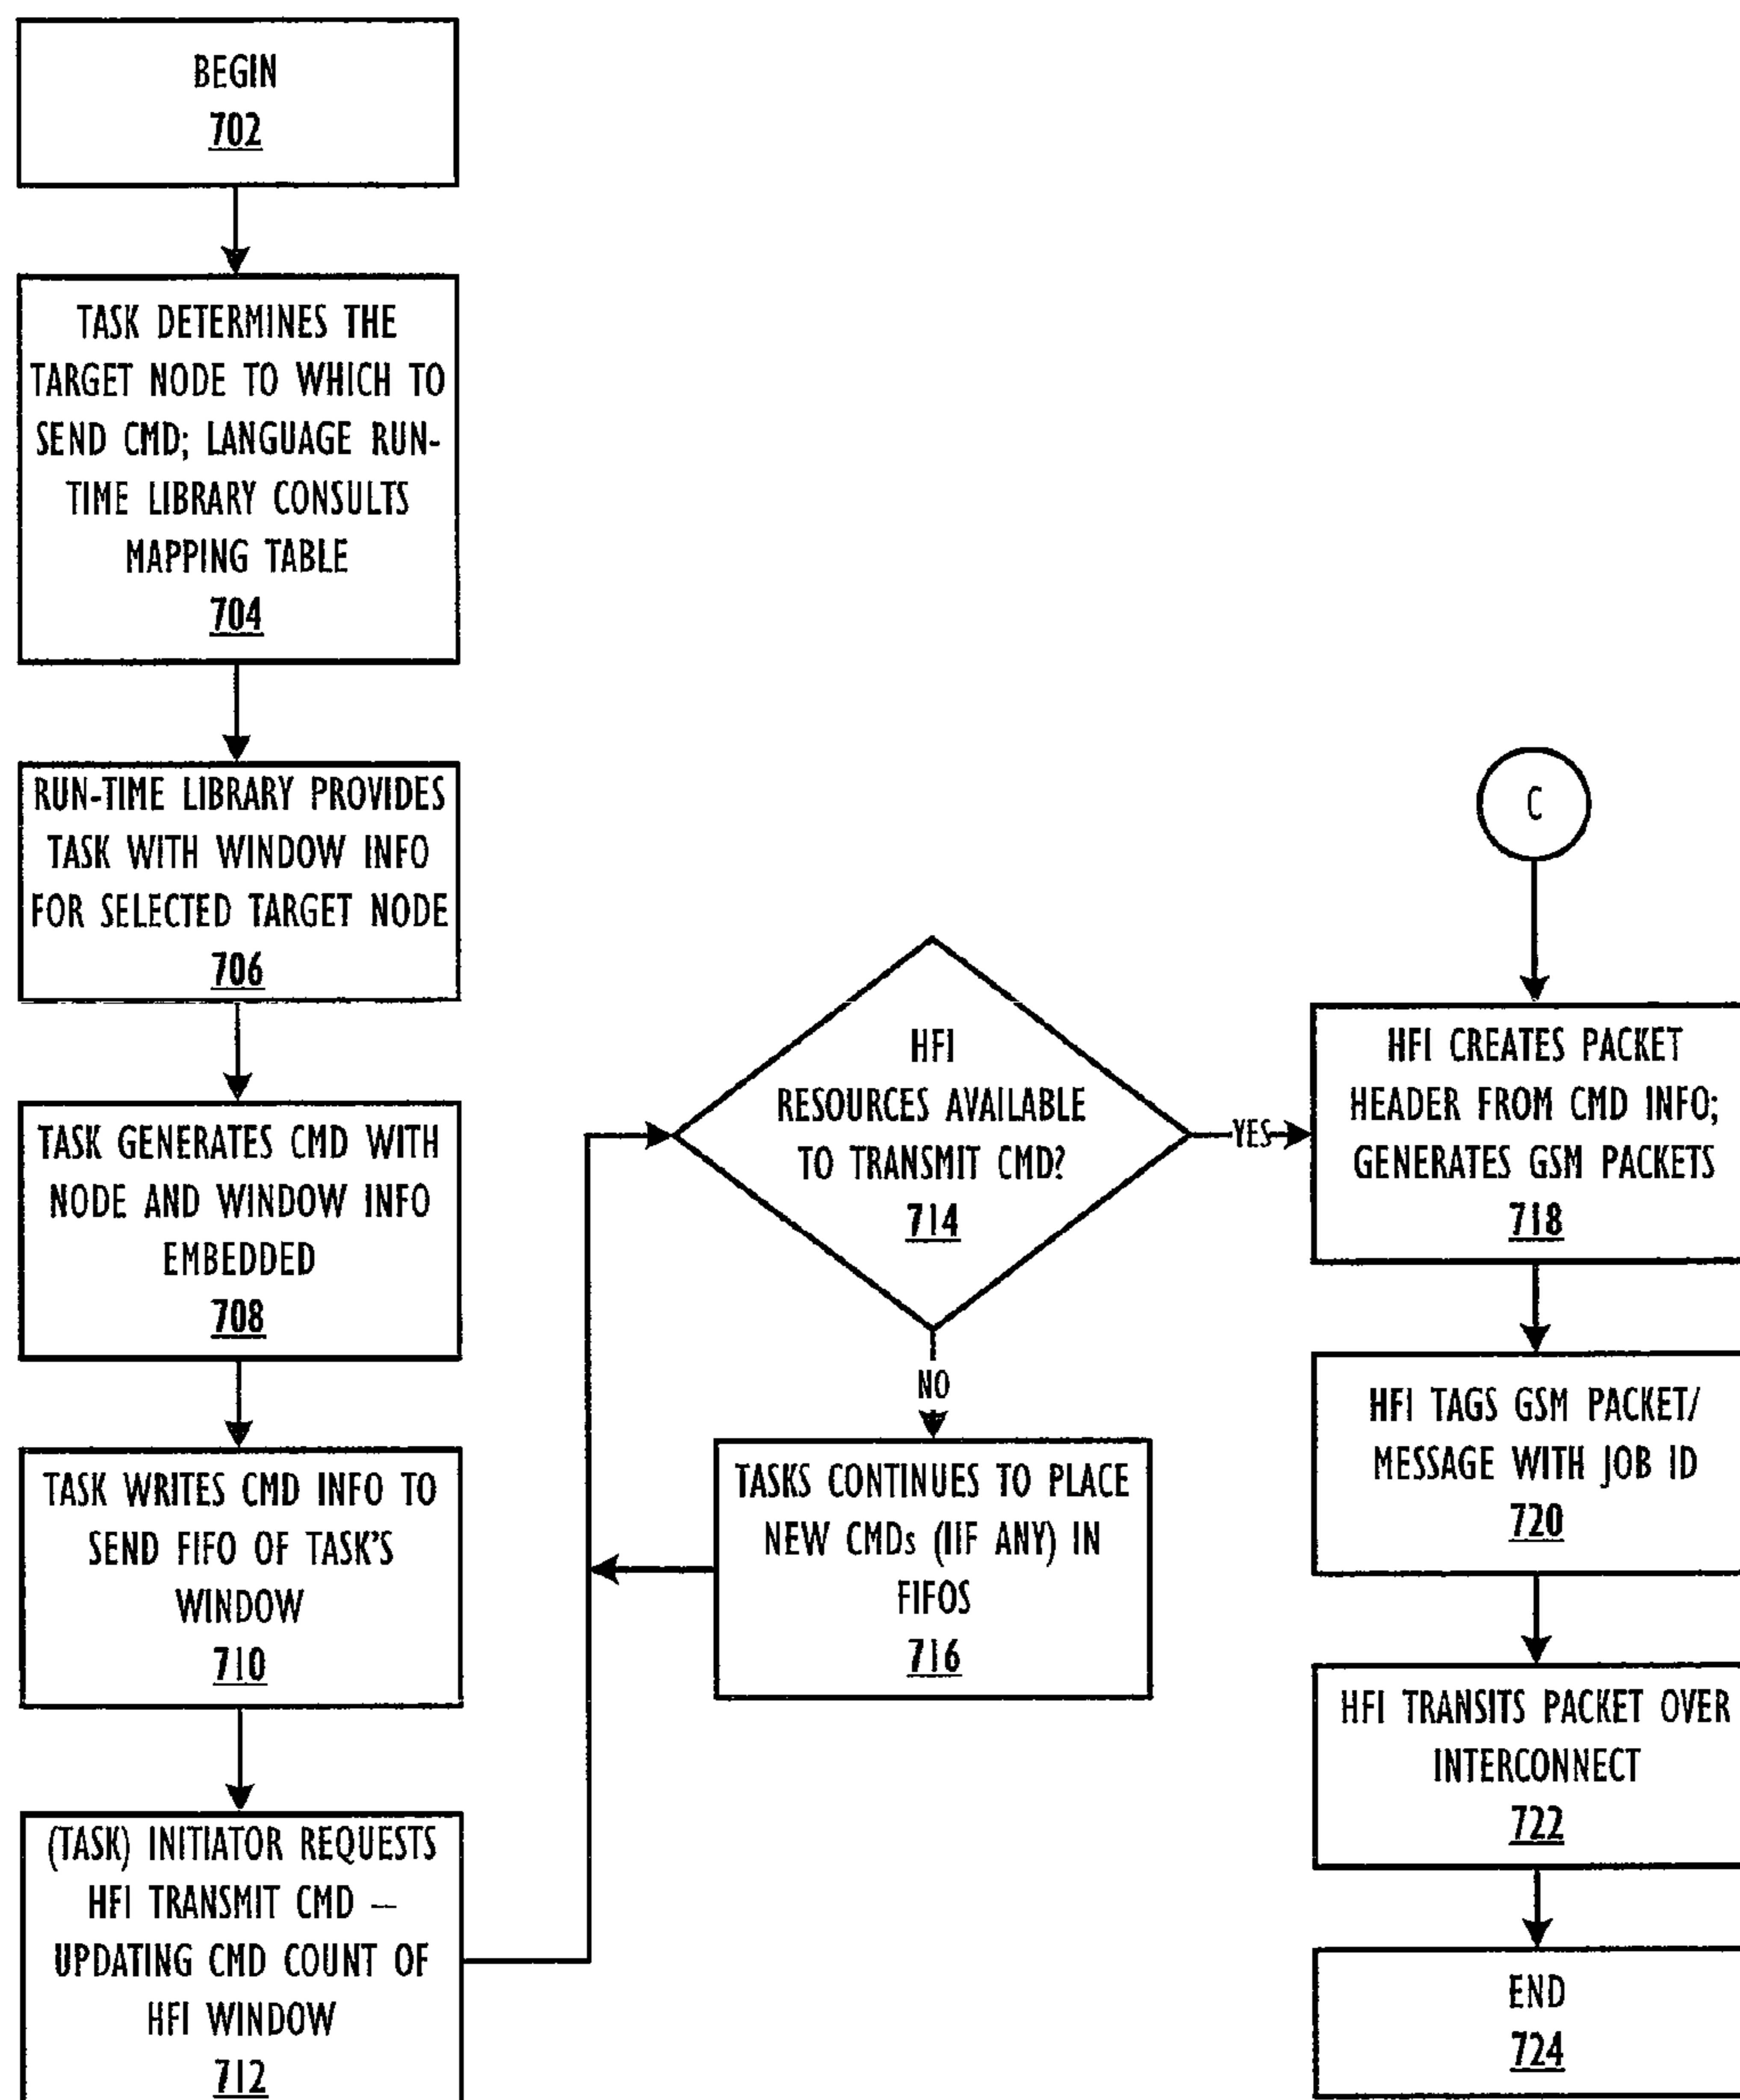 BEGIN
702
TASK DETERMINES THE
TARGET NODE TO WHICH TO
SEND CMD; LANGUAGE RUN-
TIME LIBRARY CONSULTS
MAPPING TABLE
704
RUN-TIME LIBRARY PROVIDES
TASK WITH WINDOW INFO
FOR SELECTED TARGET NODE
706
TASK GENERATES CMD WITH
NODE AND WINDOW INFO
EMBEDDED
708
TASK WRITES CMD INFO TO
SEND FIFO OF TASK'S
WINDOW
710
(TASK) INITIATOR REQUESTS
HFI TRANSMIT CMD –
UPDATING CMD COUNT OF
HFI WINDOW
712
HFI
RESOURCES AVAILABLE
TO TRANSMIT CMD?
714
YES
NO
TASKS CONTINUES TO PLACE
NEW CMDs (IIF ANY) IN
FIFOS
716
C
HFI CREATES PACKET
HEADER FROM CMD INFO;
GENERATES GSM PACKETS
718
HFI TAGS GSM PACKET/
MESSAGE WITH JOB ID
720
HFI TRANSITS PACKET OVER
INTERCONNECT
722
END
724